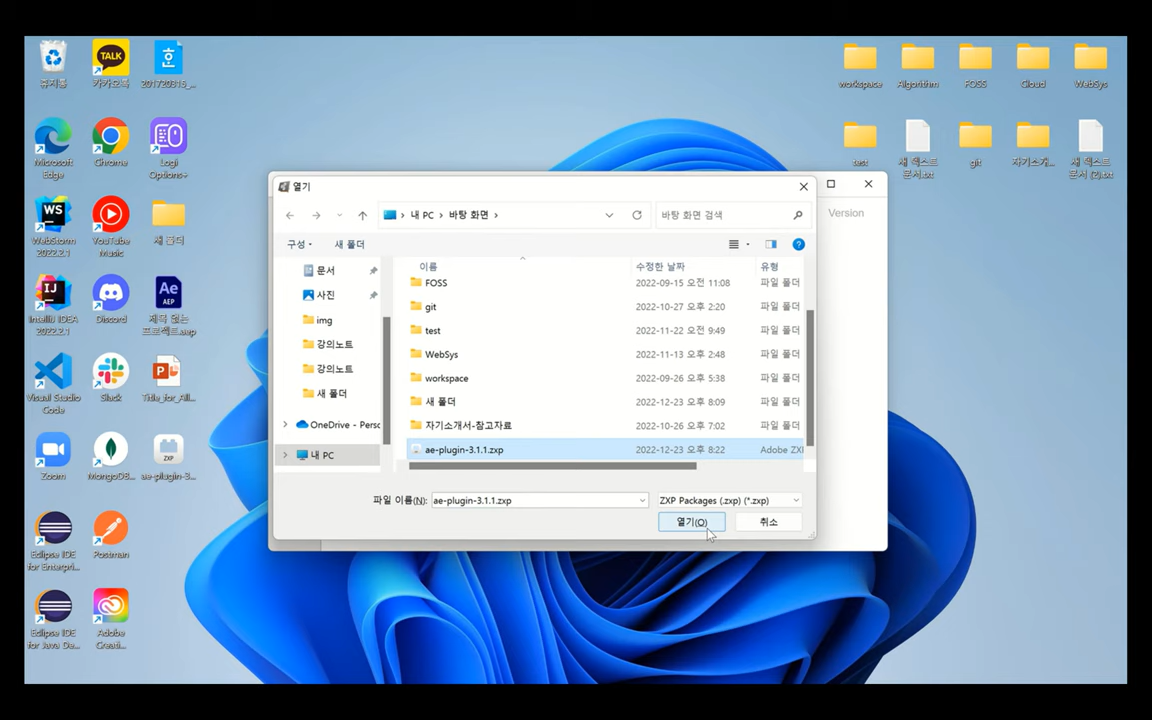 휴지통
카카오톡
201720316_...
workspace
Algorithm
FOSS
Cloud
WebSys
TALK
Microsoft
Edge
Chrome
Logi
Options+
test
새 텍스트
문서.txt
git
자기소개...
새 텍스트
문서 (2).txt
WebStorm
2022.2.1
YouTube
Music
새 폴더
IntelliJ IDEA
2022.2.1
Discord
제목 없는
프로젝트.aep
Visual Studio
Code
Slack
Title_for_All...
Zoom
MongoDB...
ae-plugin-3...
Eclipse IDE
for Enterpri...
Postman
Eclipse IDE
for Java De...
Adobe
Creati...
WS
IJ
Ae
AEP
ZXP
열기
내 PC > 바탕 화면 >
바탕 화면 검색
Version
구성
새 폴더
문서
사진
img
강의노트
강의노트
새 폴더
OneDrive - Perso
내 PC
이름 수정한 날짜 유형
FOSS 2022-09-15 오전 11:08 파일 폴더
git 2022-10-27 오후 2:20 파일 폴더
test 2022-11-22 오전 9:49 파일 폴더
WebSys 2022-11-13 오후 2:48 파일 폴더
workspace 2022-09-26 오후 5:38 파일 폴더
새 폴더 2022-12-23 오후 8:09 파일 폴더
자기소개서-참고자료 2022-10-26 오후 7:02 파일 폴더
ae-plugin-3.1.1.zxp 2022-12-23 오후 8:22 Adobe ZXI
파일 이름(N): ae-plugin-3.1.1.zxp ZXP Packages (.zxp) (*.zxp)
열기(O) 취소